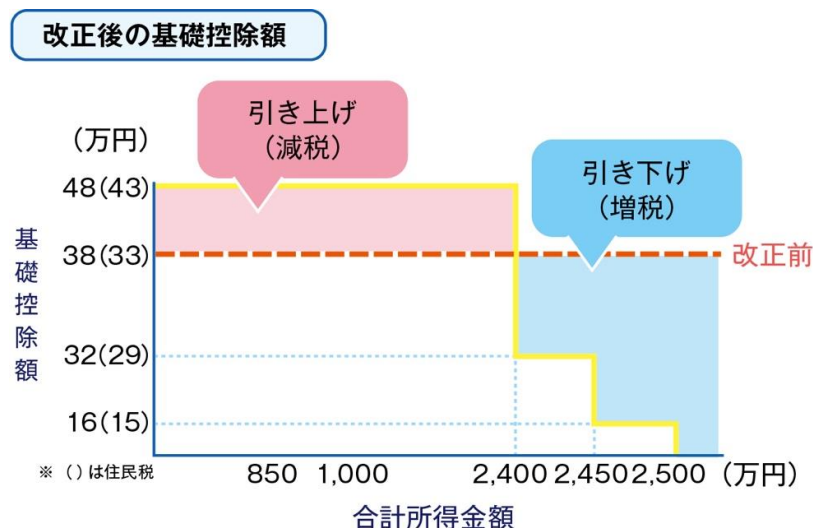 改正後の基礎控除額
引き上げ
（減税）
（万円）
引き下げ
（増税）
48(43)
38(33)
改正前
基礎控除額
32(29)
16(15)
※（）は住民税
850 1,000 2,400 2,450 2,500（万円）
合計所得金額